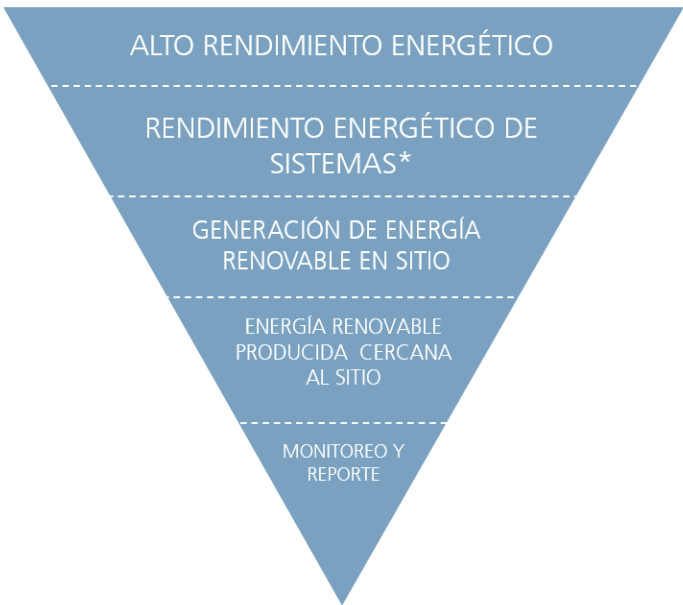 ALTO RENDIMIENTO ENERGÉTICO
RENDIMIENTO ENERGÉTICO DE
SISTEMAS*
GENERACIÓN DE ENERGÍA
RENOVABLE EN SITIO
ENERGÍA RENOVABLE
PRODUCIDA CERCANA
AL SITIO
MONITOREO Y
REPORTE